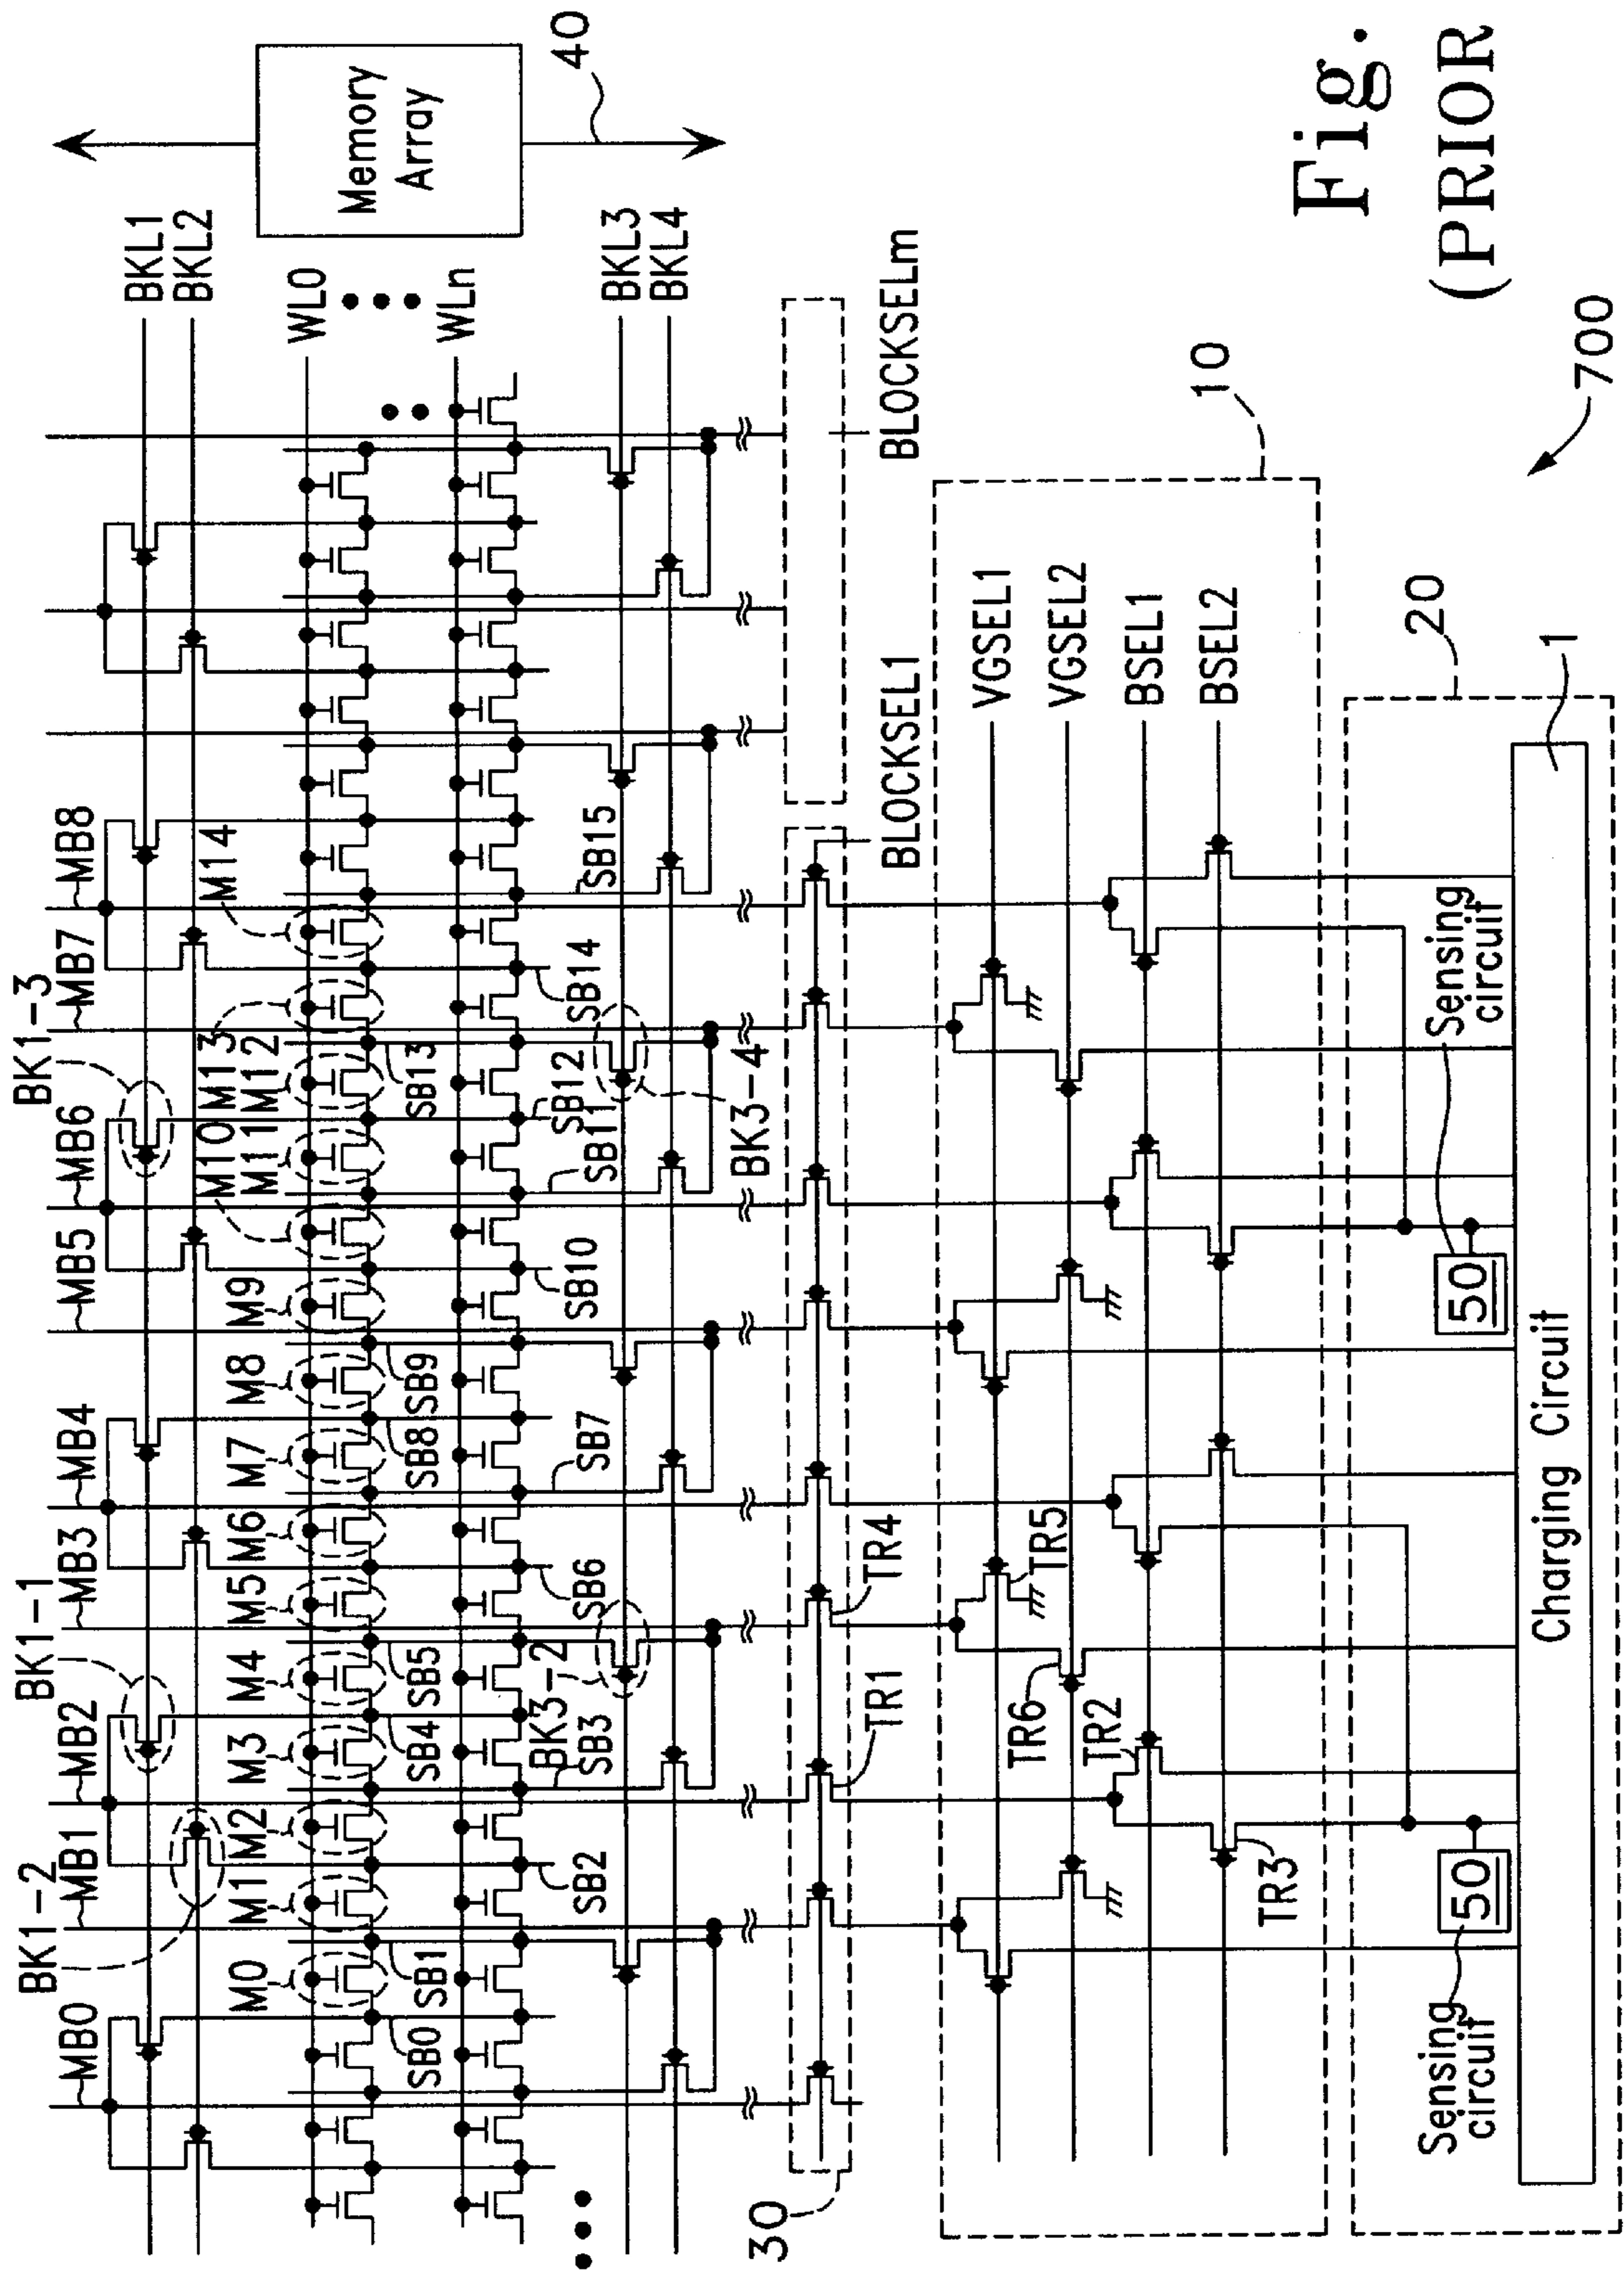 BK1-2
BK1-1
BK1-3
MB0
MB1
MB2
MB3
MB4
MB5
MB6
MB7
MB8
M0
M1
M2
M3
M4
M5
M6
M7
M8
M9
M10
M11
M12
M13
M14
BKL1
BKL2
WL0
WLn
BKL3
BKL4
Memory
Array
40
SB0
SB1
SB2
SB3
SB4
SB5
SB6
SB7
SB8
SB9
SB10
SB11
SB12
SB13
SB14
SB15
BK3-2
BK3-4
30
TR1
TR4
BLOCKSEL1
BLOCKSELm
VGSEL1
VGSEL2
BSEL1
BSEL2
10
TR6
TR5
TR2
TR3
Sensing
circuit
50
Sensing
circuit
50
20
Charging Circuit
1
700
Fig.
(PRIOR